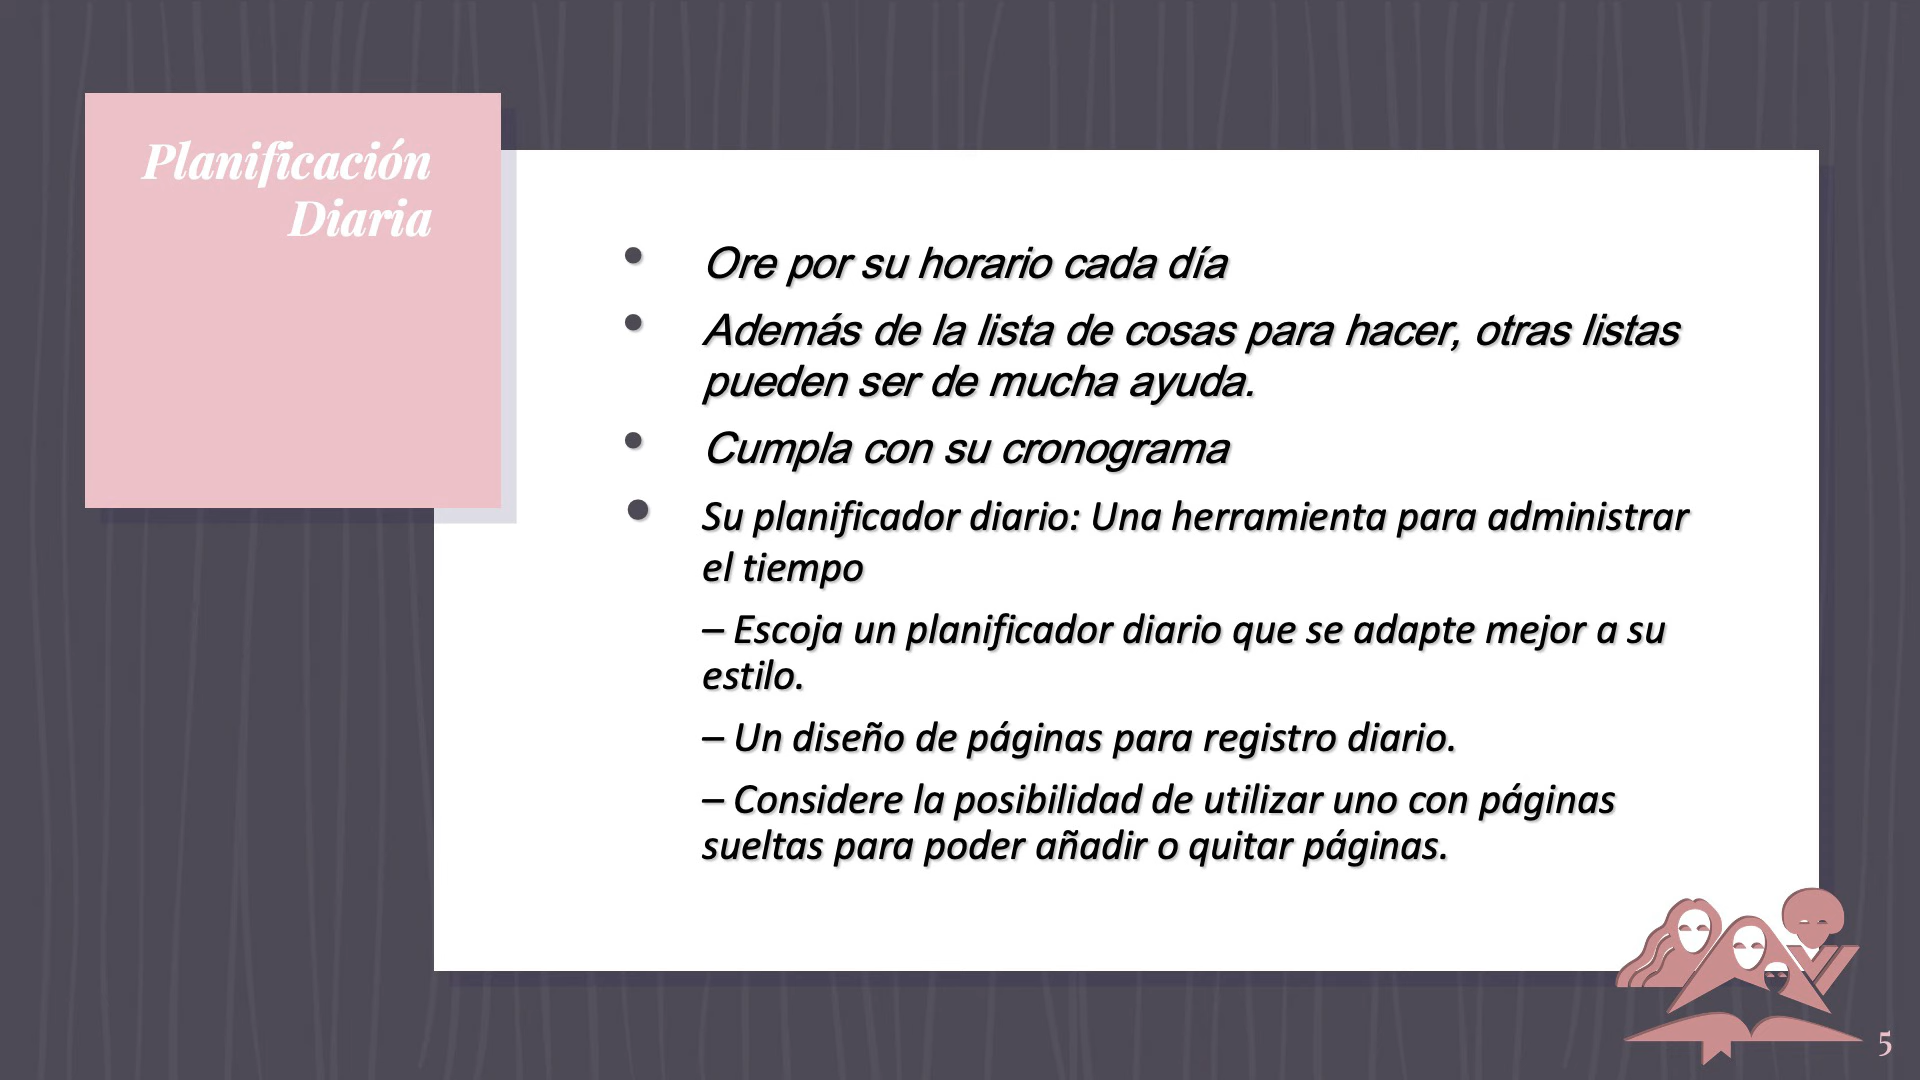 Planificación
Diaria
• Ore por su horario cada día
• Además de la lista de cosas para hacer, otras listas
pueden ser de mucha ayuda.
• Cumpla con su cronograma
• Su planificador diario: Una herramienta para administrar
el tiempo
– Escoja un planificador diario que se adapte mejor a su
estilo.
– Un diseño de páginas para registro diario.
– Considere la posibilidad de utilizar uno con páginas
sueltas para poder añadir o quitar páginas.
5